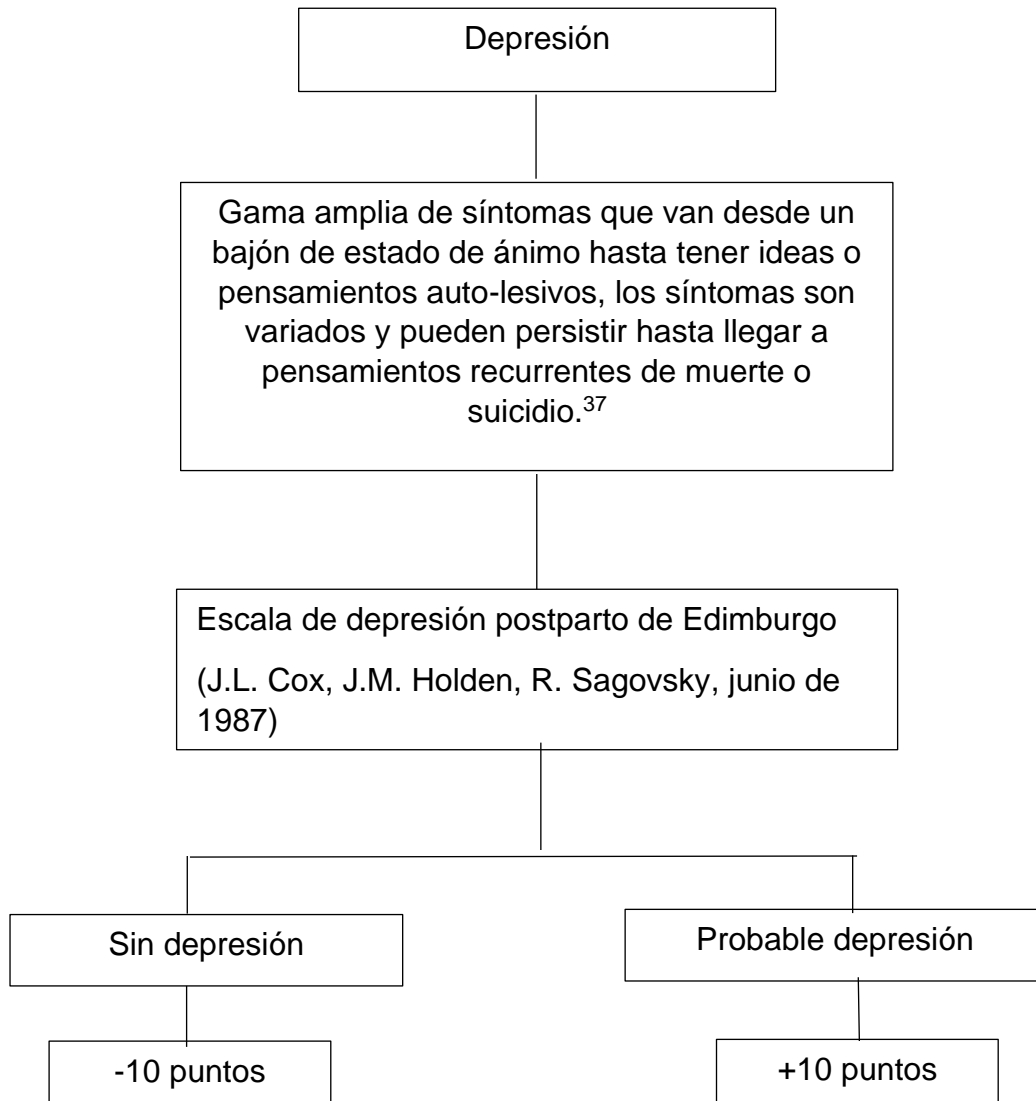 Depresión
Gama amplia de síntomas que van desde un
bajón de estado de ánimo hasta tener ideas o
pensamientos auto-lesivos, los síntomas son
variados y pueden persistir hasta llegar a
pensamientos recurrentes de muerte o
suicidio.³⁷
Escala de depresión postparto de Edimburgo
(J.L. Cox, J.M. Holden, R. Sagovsky, junio de
1987)
Sin depresión
Probable depresión
-10 puntos
+10 puntos